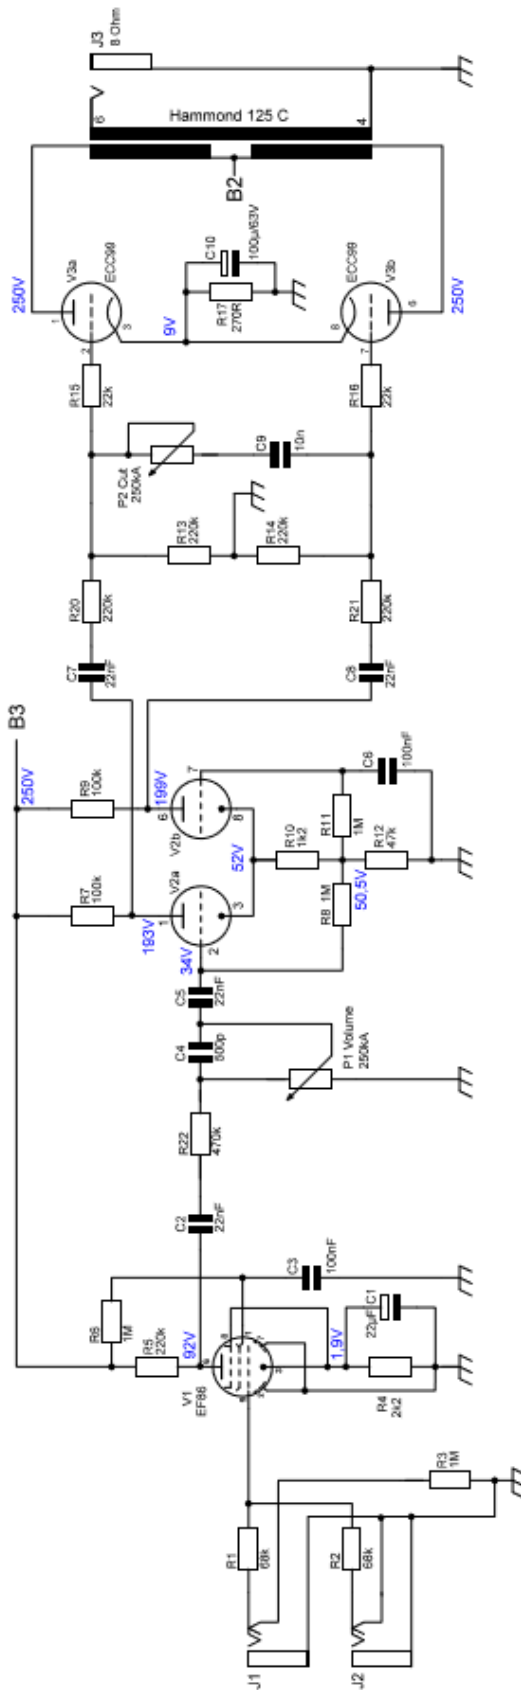 J1
J2
R1
68k
R2
68k
R3
1M
V1
EF86
92V
R5
220k
R6
1M
R4
2k2
1,9V
22µF
C1
C3
100nF
C2
22nF
R22
470k
P1 Volume
250kA
C4
C5
22nF
34V
193V
V2a
1
2
3
R7
100k
V2b
6
7
8
52V
199V
R9
100k
250V
B3
R8 1M
50,5V
R10
1k2
R11
1M
R12
47k
C6
100nF
C7
22nF
C8
22nF
R20
220k
R21
220k
R13
220k
R14
220k
P2 Cut
250kA
C9
10n
R15
22k
R16
22k
250V
V3a
ECC99
1
2
3
9V
R17
270R
C10
100µ/63V
ECC99
V3b
8
7
6
250V
B2
Hammond 125 C
6
4
J3
8 Ohm